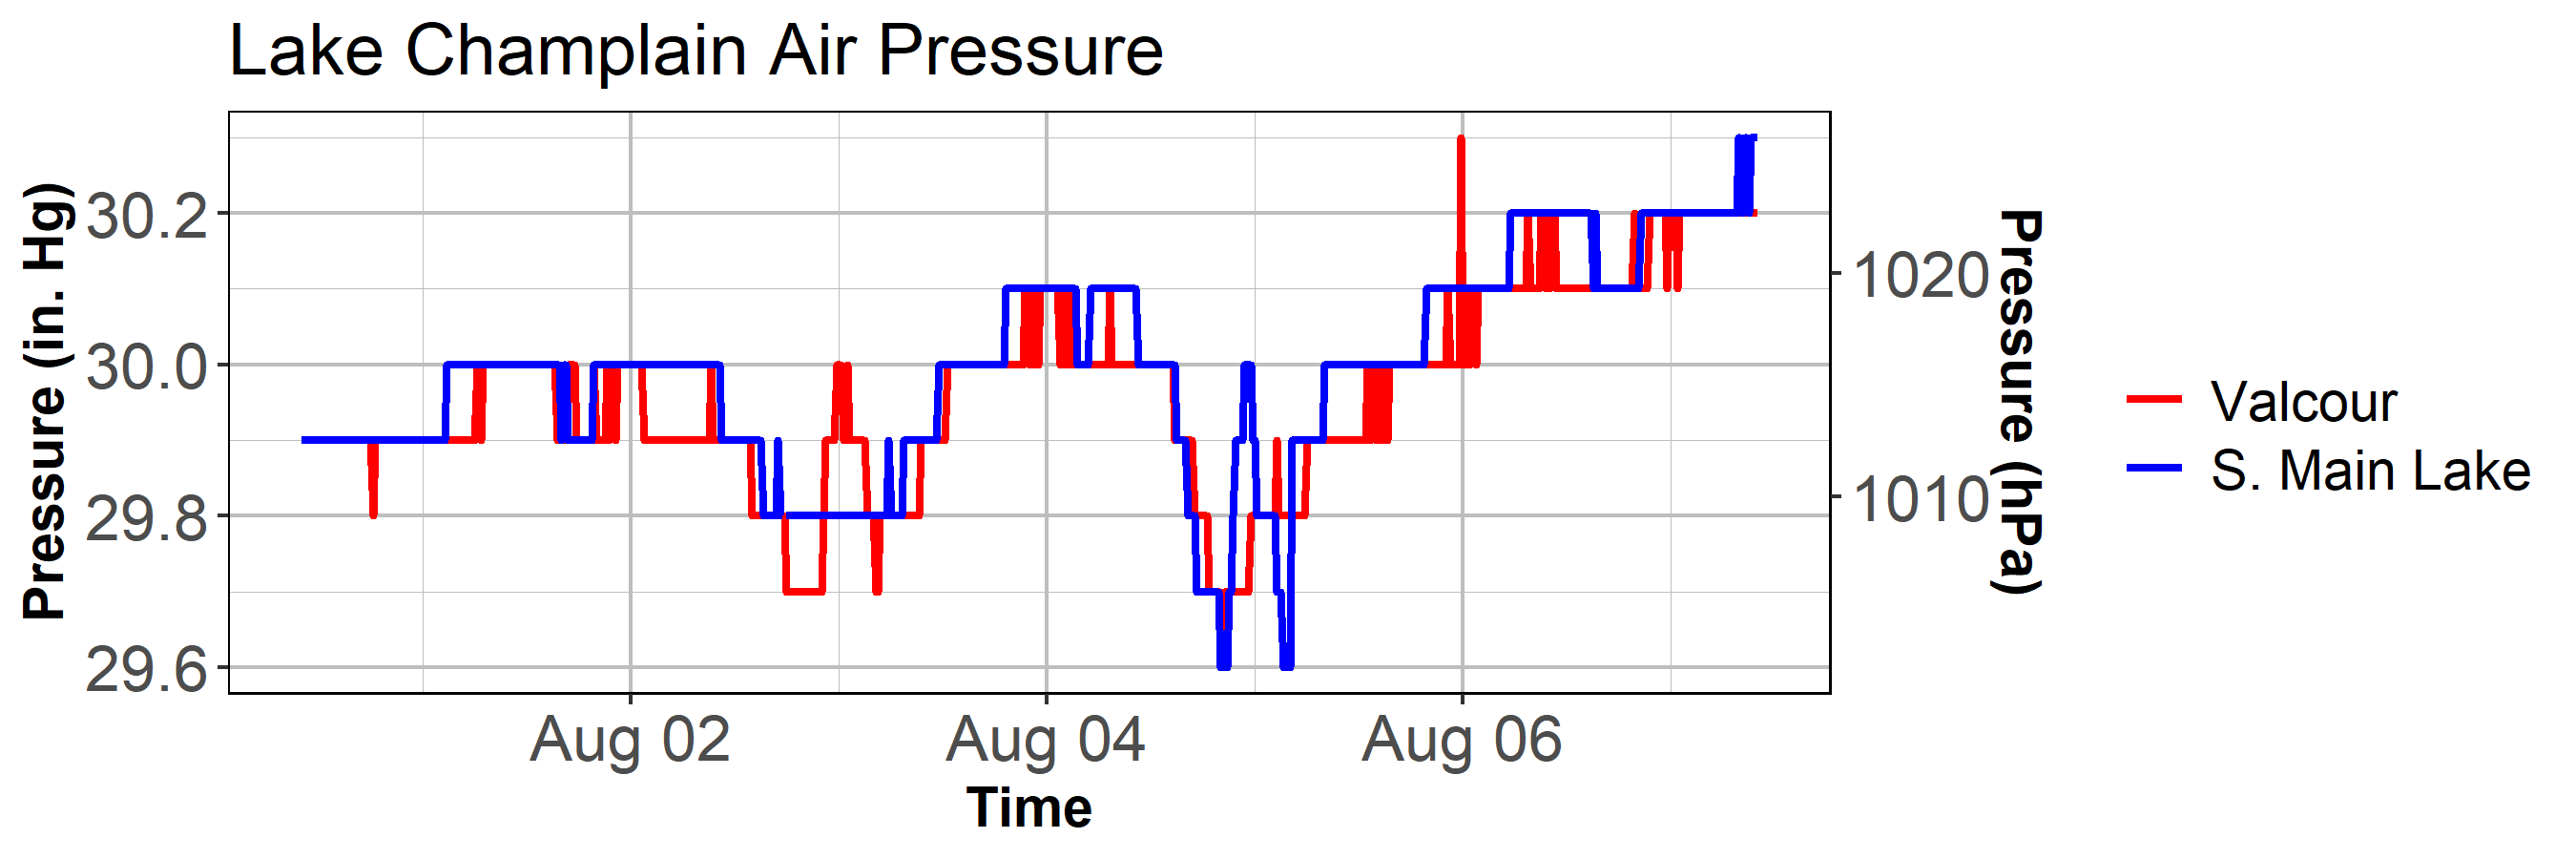 Lake Champlain Air Pressure
Pressure (in. Hg)
30.2
30.0
29.8
29.6
1020
1010
Pressure (hPa)
Aug 02 Aug 04 Aug 06
Time
Valcour
S. Main Lake